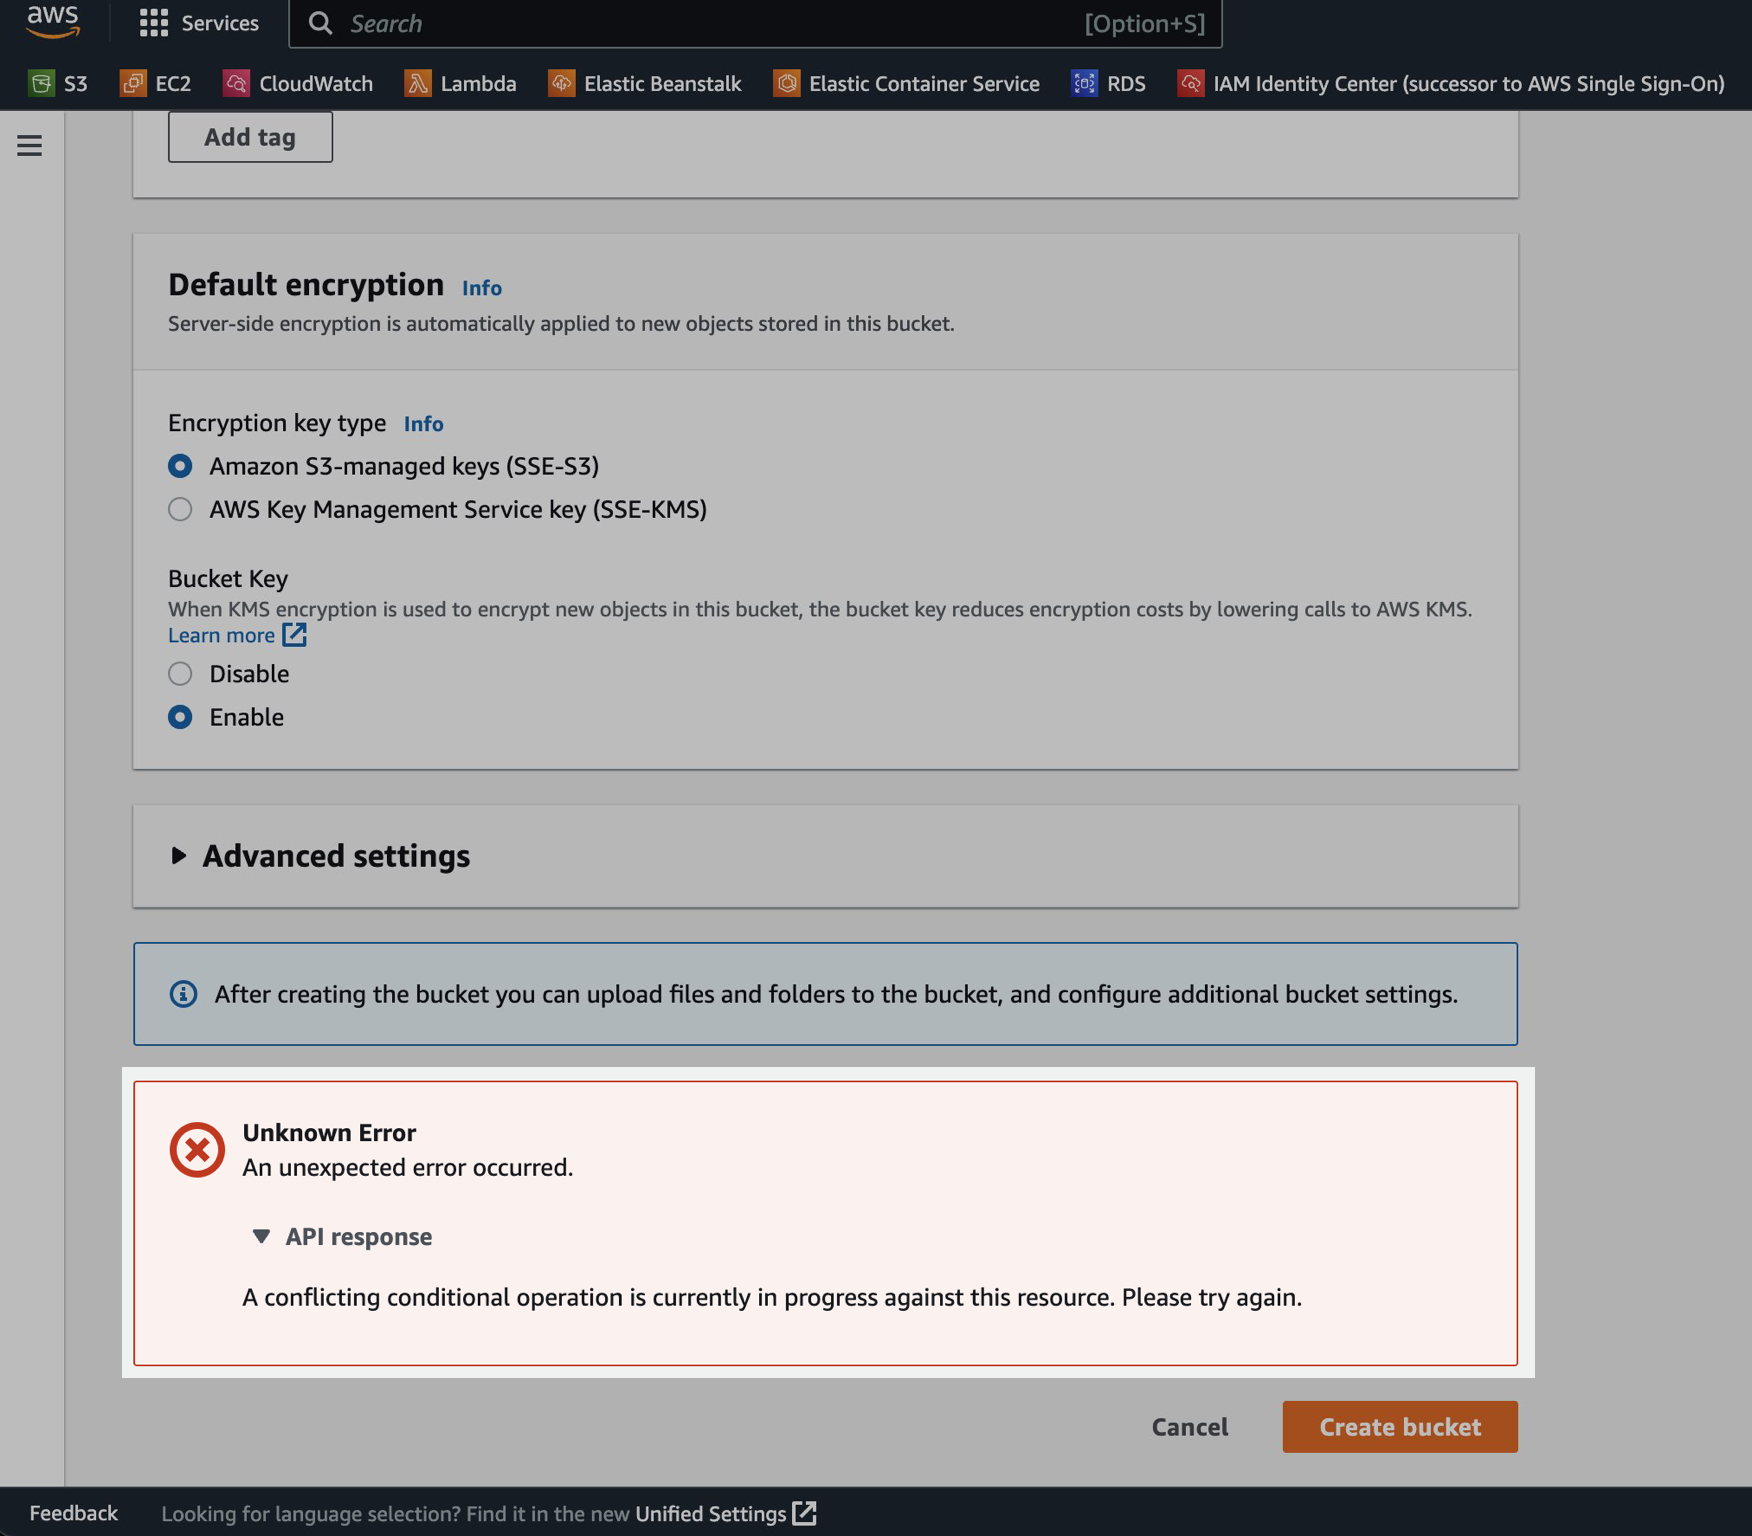 aws
Services
Search
[Option+S]
S3
EC2
CloudWatch
Lambda
Elastic Beanstalk
Elastic Container Service
RDS
IAM Identity Center (successor to AWS Single Sign-On)
Add tag
Default encryption Info
Server-side encryption is automatically applied to new objects stored in this bucket.
Encryption key type Info
Amazon S3-managed keys (SSE-S3)
AWS Key Management Service key (SSE-KMS)
Bucket Key
When KMS encryption is used to encrypt new objects in this bucket, the bucket key reduces encryption costs by lowering calls to AWS KMS.
Learn more
Disable
Enable
Advanced settings
After creating the bucket you can upload files and folders to the bucket, and configure additional bucket settings.
Unknown Error
An unexpected error occurred.
API response
A conflicting conditional operation is currently in progress against this resource. Please try again.
Cancel
Create bucket
Feedback
Looking for language selection? Find it in the new Unified Settings